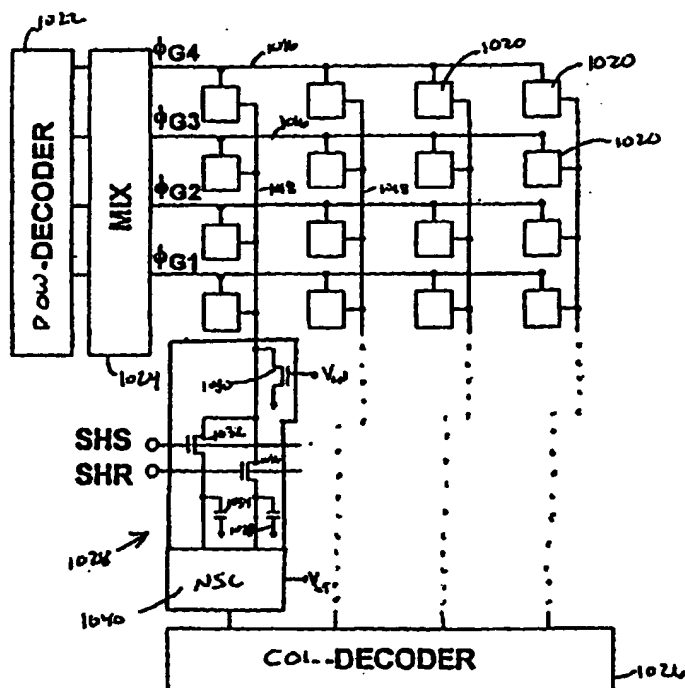 1022
ϕG4
1016
1020
1020
ϕG3
1016
1020
ϕG2
1018
1018
ϕG1
ROW-DECODER
MIX
1024
1030
SHS
1032
SHR
1028
NSC
1040
COL--DECODER
1026